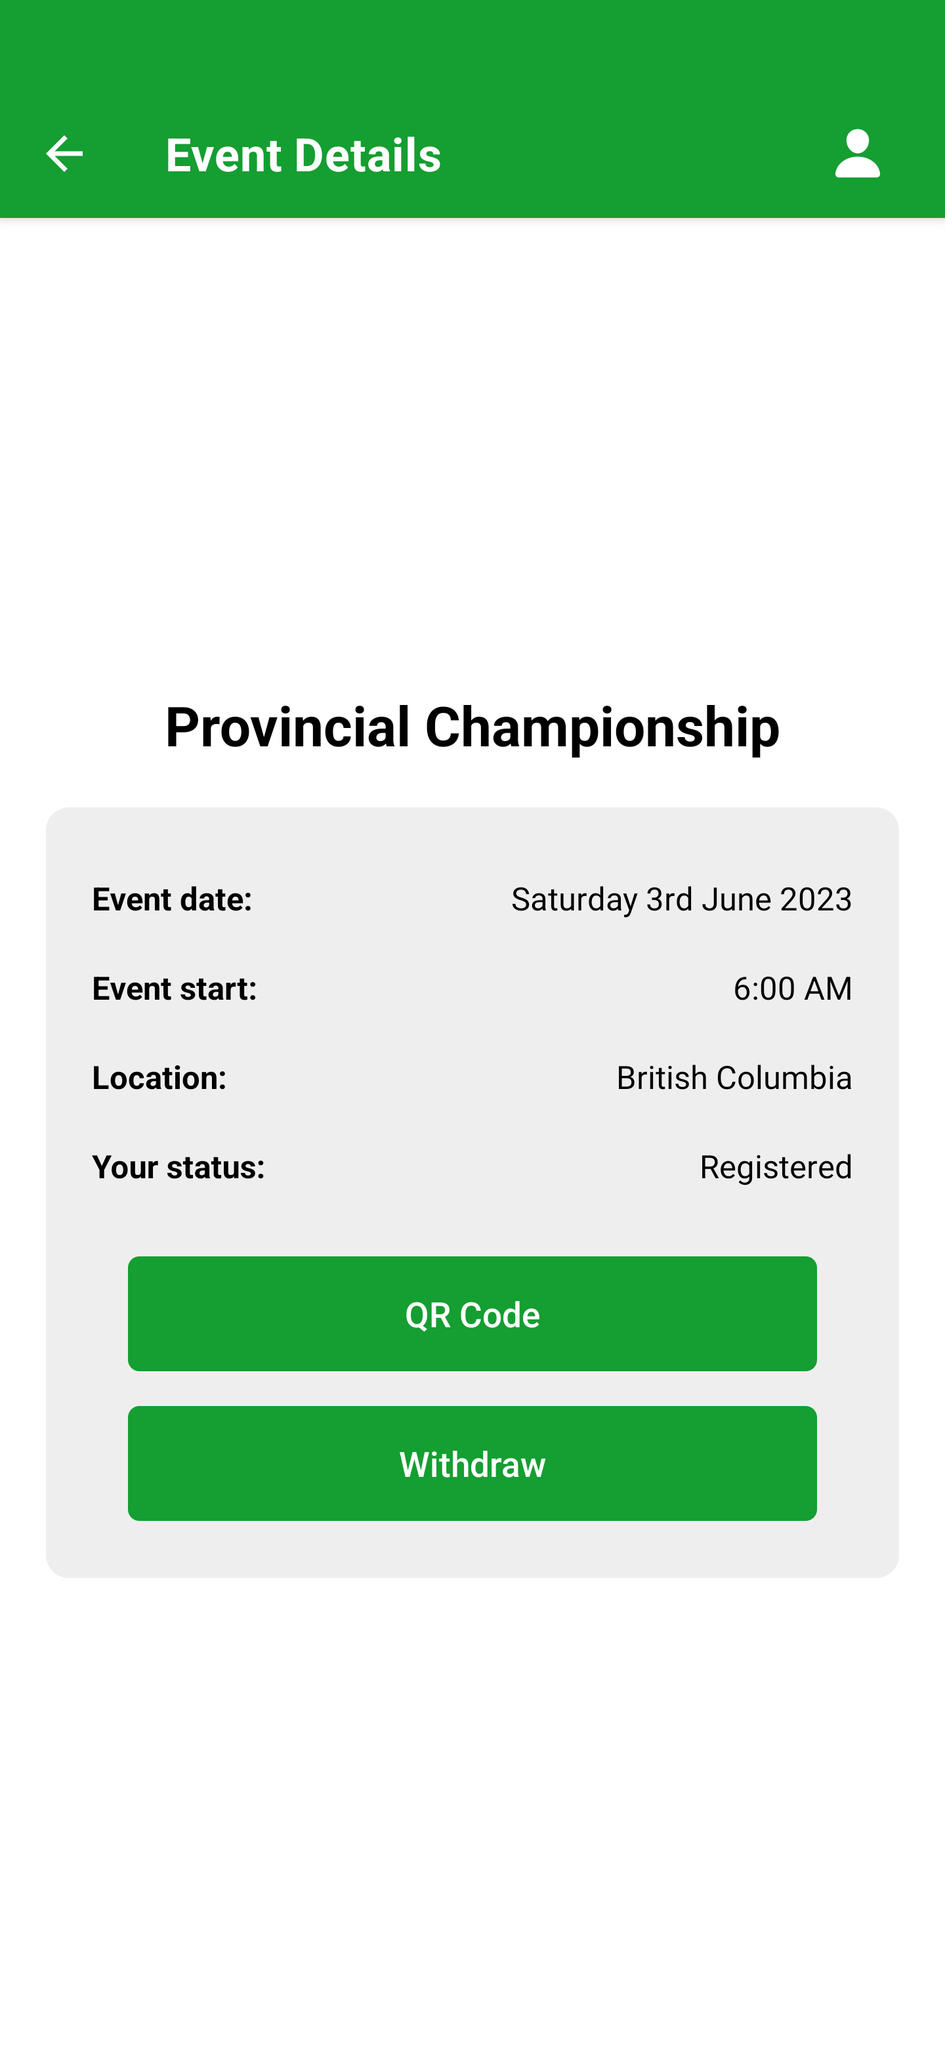 Event Details
Provincial Championship
Event date: Saturday 3rd June 2023
Event start: 6:00 AM
Location: British Columbia
Your status: Registered
QR Code
Withdraw